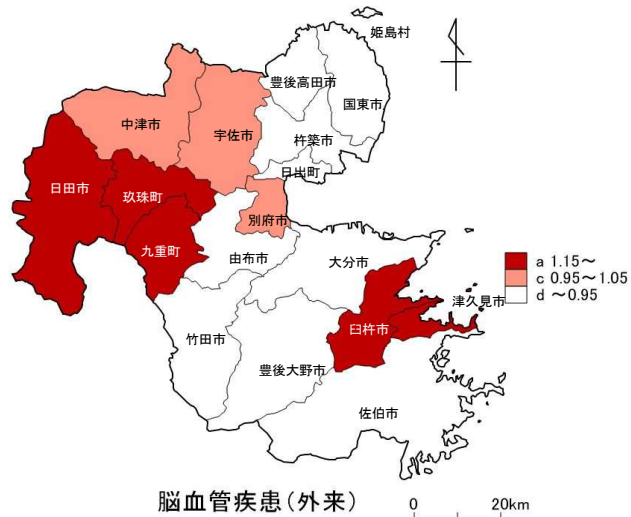 姫島村
豊後高田市
国東市
中津市
宇佐市
杵築市
日出町
日田市
玖珠町
別府市
九重町
由布市
大分市
a 1.15～
c 0.95～1.05
d ～0.95
津久見市
臼杵市
竹田市
豊後大野市
佐伯市
脳血管疾患(外来)
0 20km